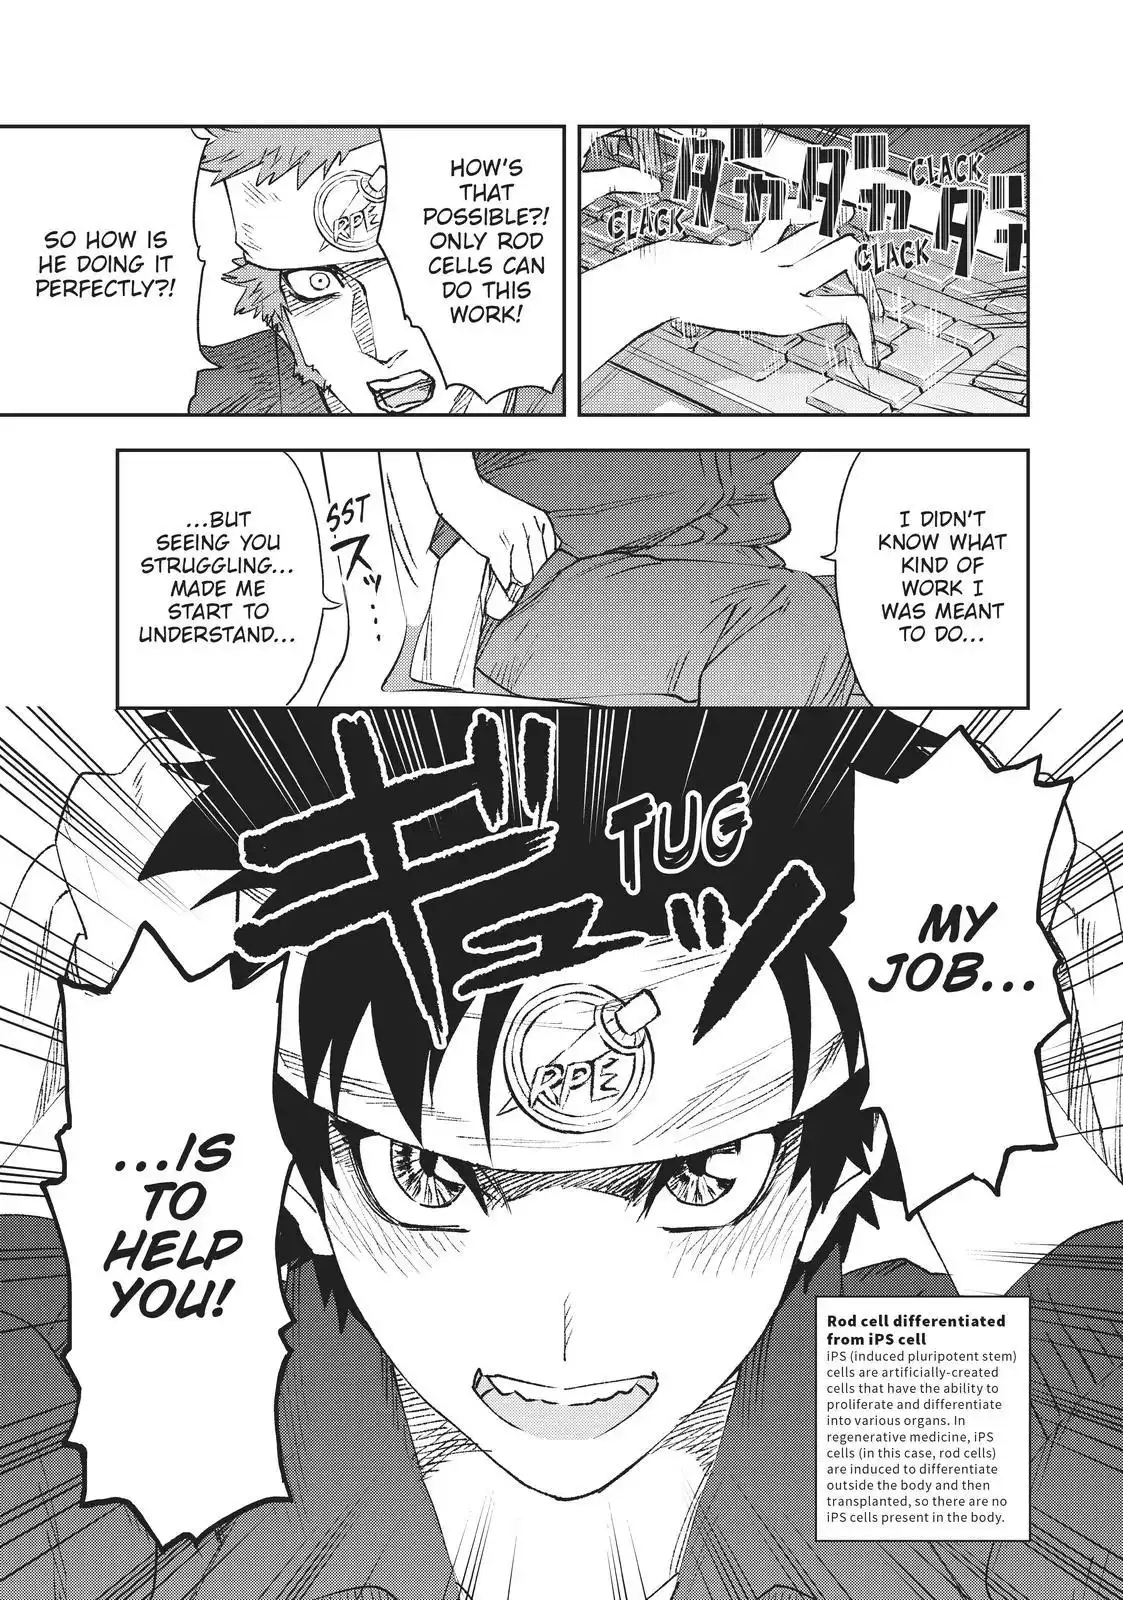 CLACK
CLACK
CLACK
ダカダカダ
HOW'S
THAT
POSSIBLE?!
ONLY ROD
CELLS CAN
DO THIS
WORK!
RPE
SO HOW IS
HE DOING IT
PERFECTLY?!
I DIDN'T
KNOW WHAT
KIND OF
WORK I
WAS MEANT
TO DO...
SST
スッ...
...BUT
SEEING YOU
STRUGGLING...
MADE ME
START TO
UNDERSTAND...
ギュッ
TUG
MY
JOB...
RPE
...IS
TO
HELP
YOU!
Rod cell differentiated
from iPS cell
iPS (induced pluripotent stem)
cells are artificially-created
cells that have the ability to
proliferate and differentiate
into various organs. In
regenerative medicine, iPS
cells (in this case, rod cells)
are induced to differentiate
outside the body and then
transplanted, so there are no
iPS cells present in the body.